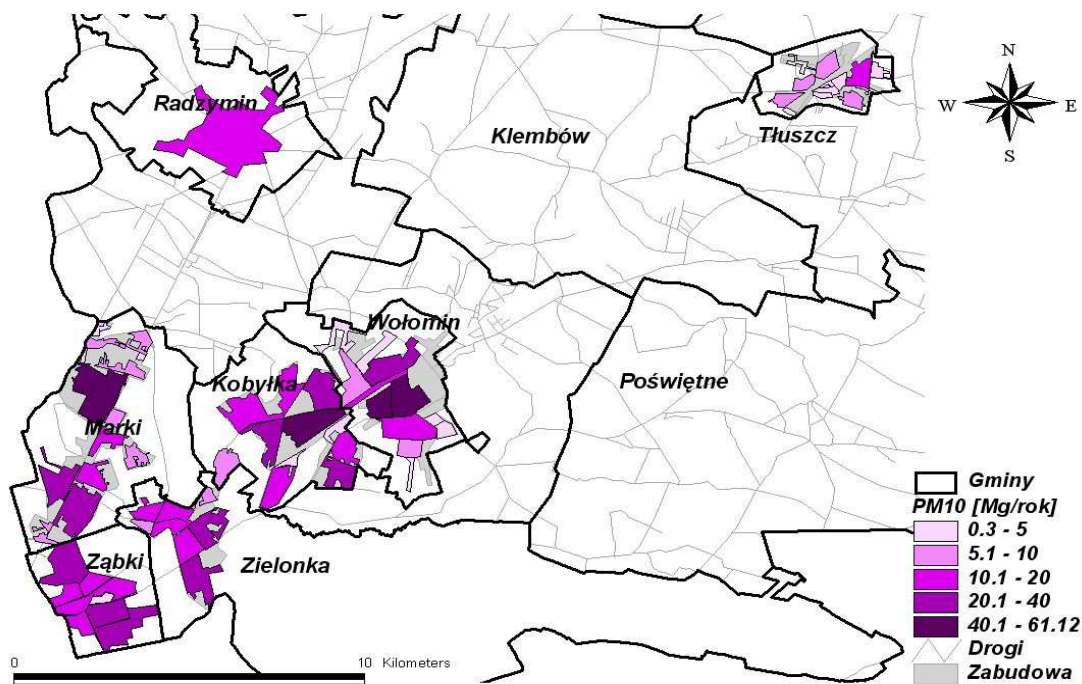 N
W E
S
Radzymin
Klembów
Tłuszcz
Wołomin
Kobyłka
Poświętne
Marki
Ząbki
Zielonka
Gminy
PM10 [Mg/rok]
0.3 - 5
5.1 - 10
10.1 - 20
20.1 - 40
40.1 - 61.12
Drogi
Zabudowa
0 10 Kilometers